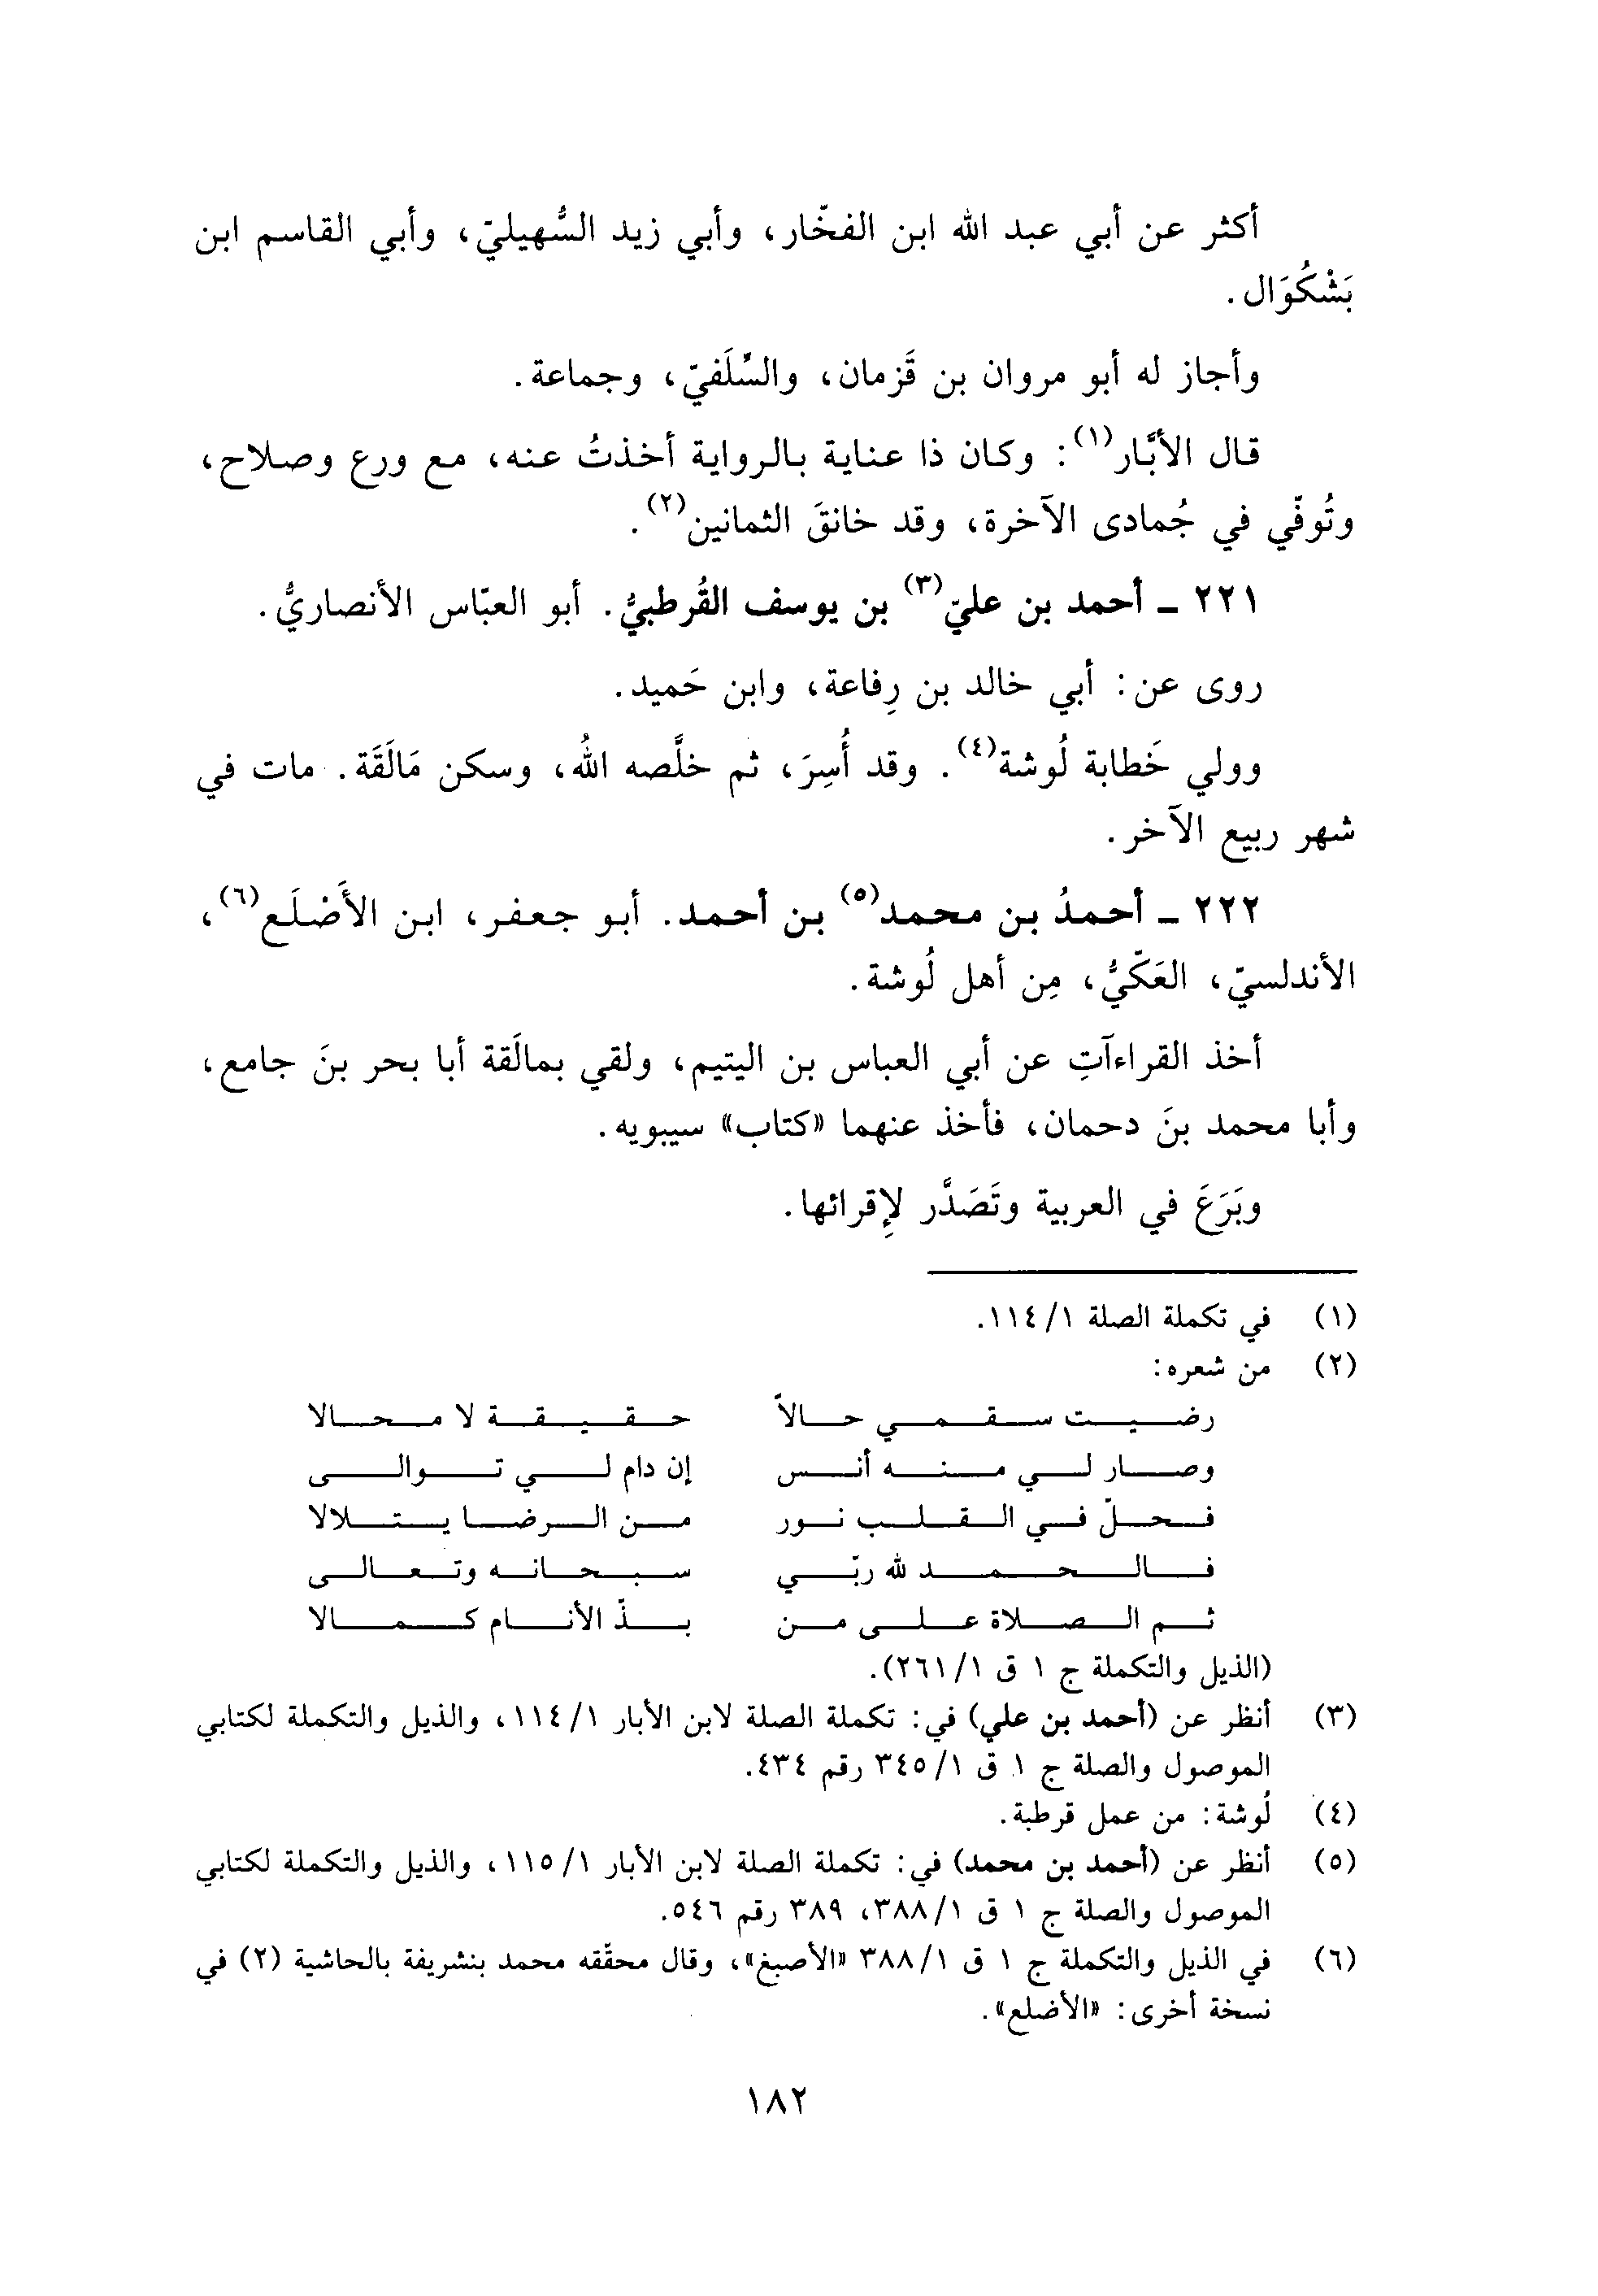 أكثر عن أبي عبد الله ابن الفخّار، وأبي زيد السُّهيليّ، وأبي القاسم ابن
بَشْكُوَال.
وأجاز له أبو مروان بن قَزمان، والسِّلَفيّ، وجماعة.
قال الأبَّار(١): وكان ذا عناية بالرواية أخذتُ عنه، مع ورع وصلاح،
وتُوفّي في جُمادى الآخرة، وقد خانقَ الثمانين(٢).
٢٢١ ـ أحمد بن عليّ(٣) بن يوسف القُرطبيُّ. أبو العبّاس الأنصاريُّ.
روى عن: أبي خالد بن رِفاعة، وابن حَميد.
وولي خَطابة لُوشة(٤). وقد أُسِرَ، ثم خلَّصه اللهُ، وسكن مَالَقَة. مات في
شهر ربيع الآخر.
٢٢٢ ـ أحمدُ بن محمد(٥) بن أحمد. أبو جعفر، ابن الأَضْلَع(٦)،
الأندلسيّ، العَكّيُّ، مِن أهل لُوشة.
أخذ القراءآتِ عن أبي العباس بن اليتيم، ولقي بمالَقة أبا بحر بنَ جامع،
وأبا محمد بنَ دحمان، فأخذ عنهما «كتاب» سيبويه.
وبَرَعَ في العربية وتَصَدَّر لإِقرائها.
(١) في تكملة الصلة ١/١١٤.
(٢) من شعره:
رضيت سقمي حالاً حقيقة لا محالا
وصار لي منه أنس إن دام لي توالى
فحلّ في القلب نور من الرضا يتلالا
فالحمد لله ربّي سبحانه وتعالى
ثم الصلاة على من بذّ الأنام كمالا
(الذيل والتكملة ج ١ ق ١/٢٦١).
(٣) أنظر عن (أحمد بن علي) في: تكملة الصلة لابن الأبار ١/١١٤، والذيل والتكملة لكتابي
الموصول والصلة ج ١ ق ١/٣٤٥ رقم ٤٣٤.
(٤) لُوشة: من عمل قرطبة.
(٥) أنظر عن (أحمد بن محمد) في: تكملة الصلة لابن الأبار ١/١١٥، والذيل والتكملة لكتابي
الموصول والصلة ج ١ ق ١/٣٨٨، ٣٨٩ رقم ٥٤٦.
(٦) في الذيل والتكملة ج ١ ق ١/٣٨٨ «الأصبغ»، وقال محقّقه محمد بنشريفة بالحاشية (٢) في
نسخة أخرى: «الأضلع».
١٨٢